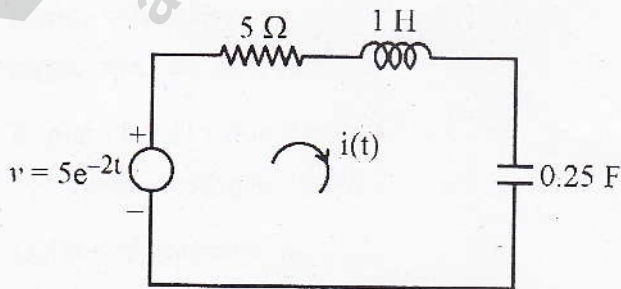 5 Ω
1 H
+
i(t)
v = 5e⁻²ᵗ
0.25 F
−